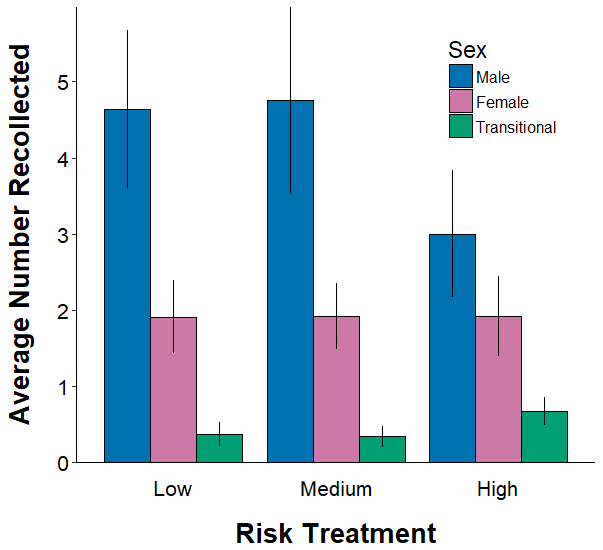 Average Number Recollected
5
4
3
2
1
0
Sex
Male
Female
Transitional
Low Medium High
Risk Treatment